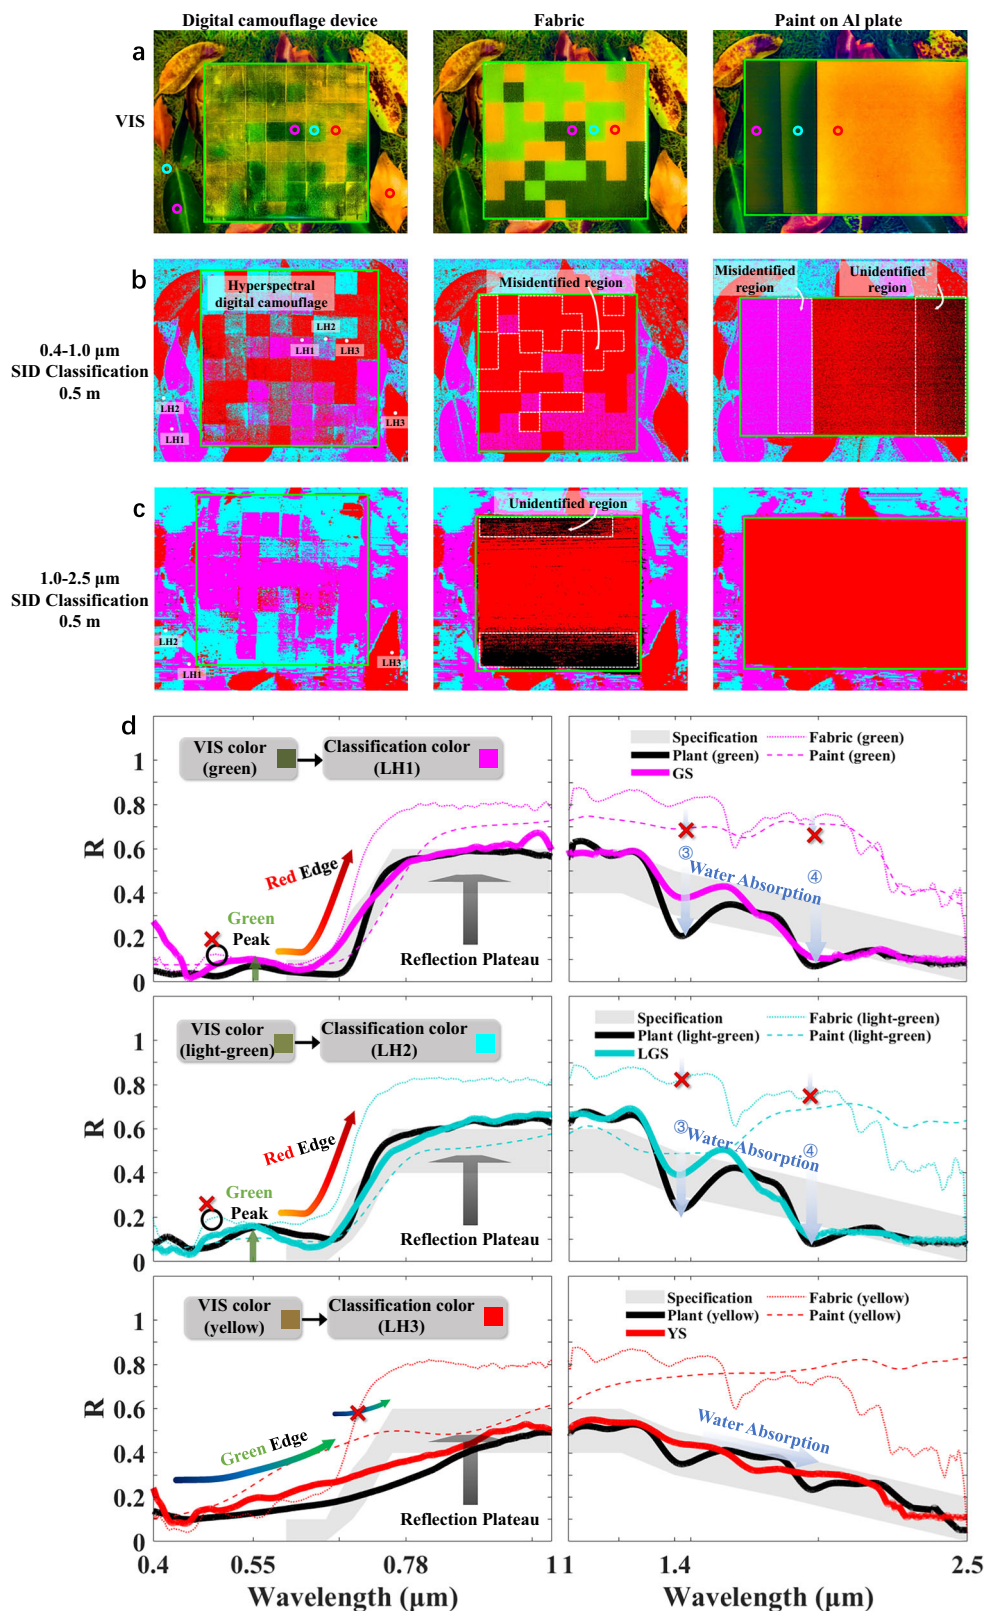 Digital camouflage device
Fabric
Paint on Al plate
a
VIS
b
0.4-1.0 μm
SID Classification
0.5 m
Hyperspectral
digital camouflage
LH2
LH1
LH3
LH2
LH1
LH3
Misidentified region
Misidentified
region
Unidentified
region
c
1.0-2.5 μm
SID Classification
0.5 m
LH2
LH1
LH3
Unidentified region
d
VIS color
(green)
Classification color
(LH1)
R
1
0.8
0.6
0.4
0.2
0
Red Edge
Green
Peak
Reflection Plateau
Specification
Plant (green)
GS
Fabric (green)
Paint (green)
③
Water Absorption
④
VIS color
(light-green)
Classification color
(LH2)
R
1
0.8
0.6
0.4
0.2
0
Red Edge
Green
Peak
Reflection Plateau
Specification
Plant (light-green)
LGS
Fabric (light-green)
Paint (light-green)
③
Water Absorption
④
VIS color
(yellow)
Classification color
(LH3)
R
1
0.8
0.6
0.4
0.2
0
Green Edge
Reflection Plateau
Specification
Plant (yellow)
YS
Fabric (yellow)
Paint (yellow)
Water Absorption
0.4 0.55 0.78 1
1 1.4 2.5
Wavelength (μm)
Wavelength (μm)